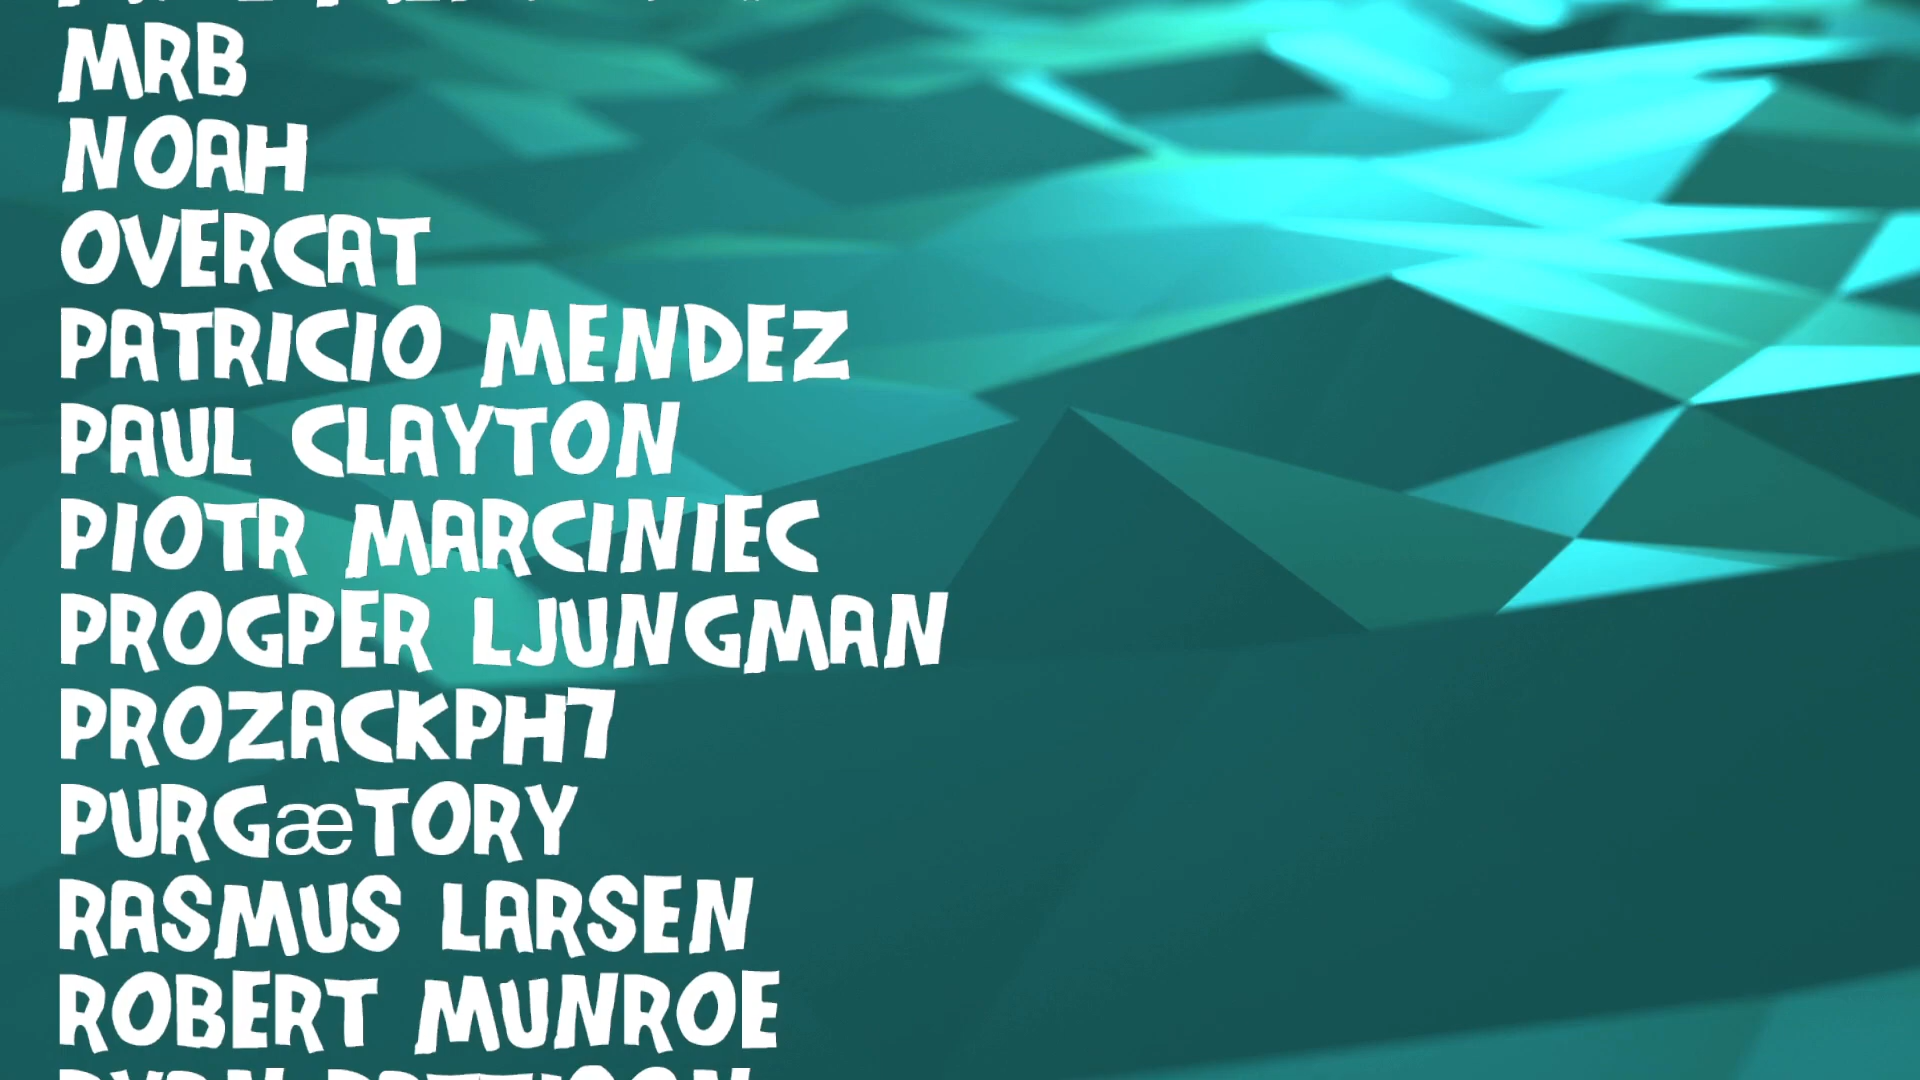 MRB
NOAH
OVERCAT
PATRICIO MENDEZ
PAUL CLAYTON
PIOTR MARCINIEC
PROGPER LJUNGMAN
PROZACKPH7
PURGæTORY
RASMUS LARSEN
ROBERT MUNROE